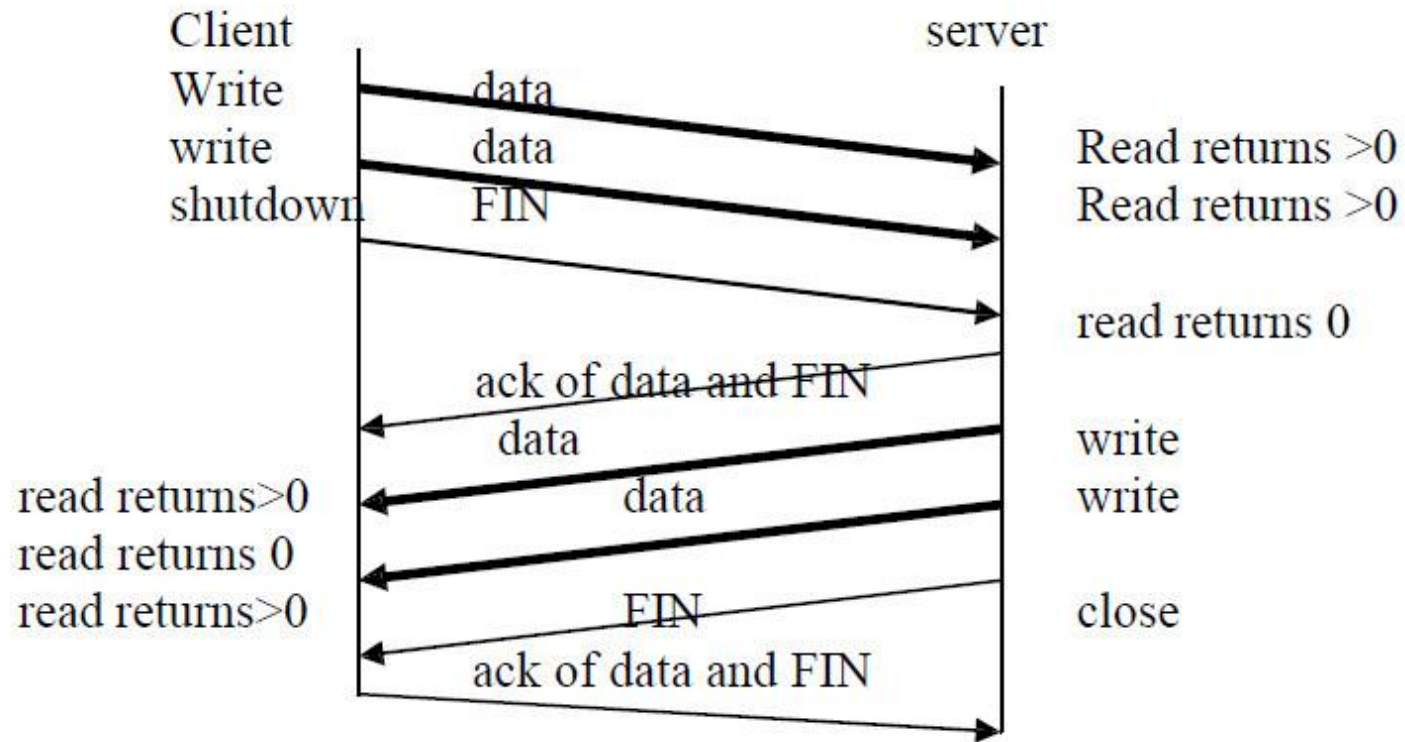 Client
server
Write
data
write
data
Read returns >0
shutdown
FIN
Read returns >0
read returns 0
ack of data and FIN
data
write
read returns>0
data
write
read returns 0
read returns>0
FIN
close
ack of data and FIN